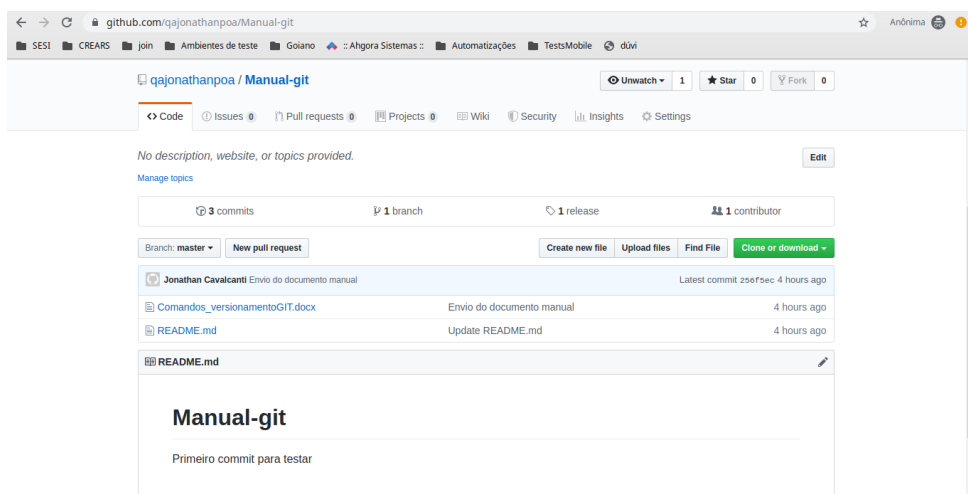 github.com/qajonathanpoa/Manual-git Anônima
SESI CREARS join Ambientes de teste Goiano :: Ahgora Sistemas :: Automatizações TestsMobile dúvi
qajonathanpoa / Manual-git Unwatch 1 Star 0 Fork 0
Code Issues 0 Pull requests 0 Projects 0 Wiki Security Insights Settings
No description, website, or topics provided. Edit
Manage topics
3 commits 1 branch 1 release 1 contributor
Branch: master New pull request Create new file Upload files Find File Clone or download
Jonathan Cavalcanti Envio do documento manual Latest commit 256f5ec 4 hours ago
Comandos_versionamentoGIT.docx Envio do documento manual 4 hours ago
README.md Update README.md 4 hours ago
README.md
Manual-git
Primeiro commit para testar